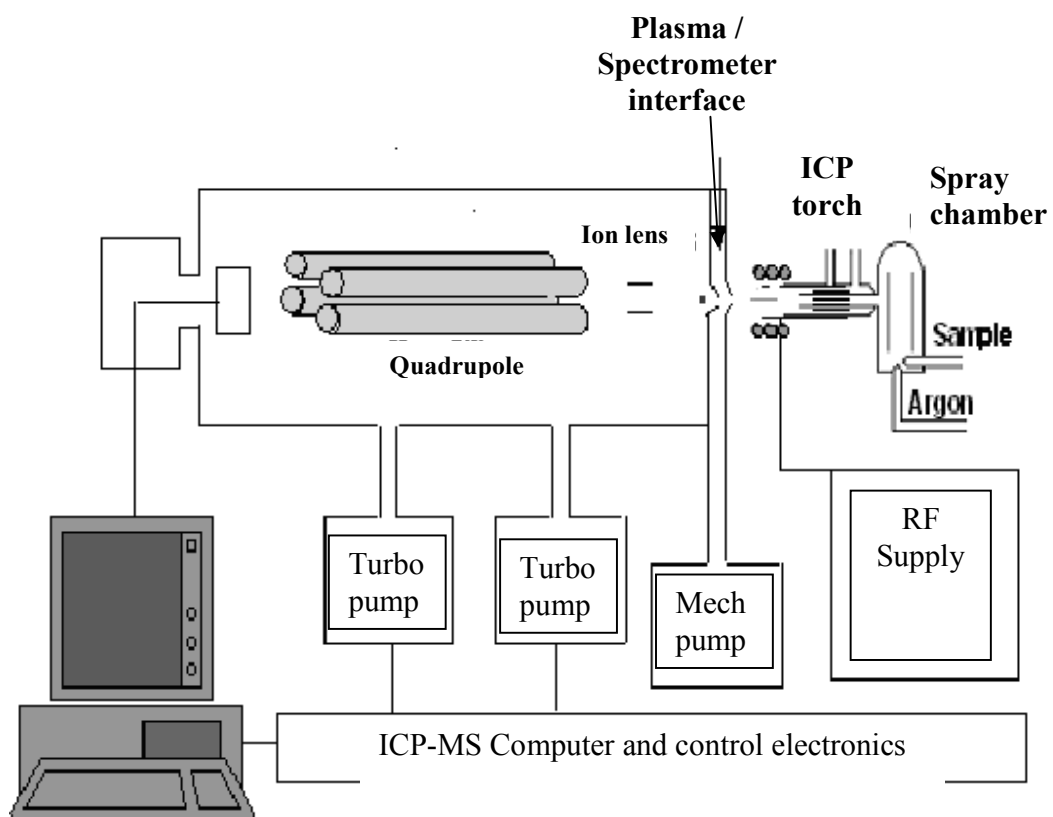 Plasma /
Spectrometer
interface
ICP
torch
Spray
chamber
Ion lens
Quadrupole
Sample
Argon
Turbo
pump
Turbo
pump
Mech
pump
RF
Supply
ICP-MS Computer and control electronics